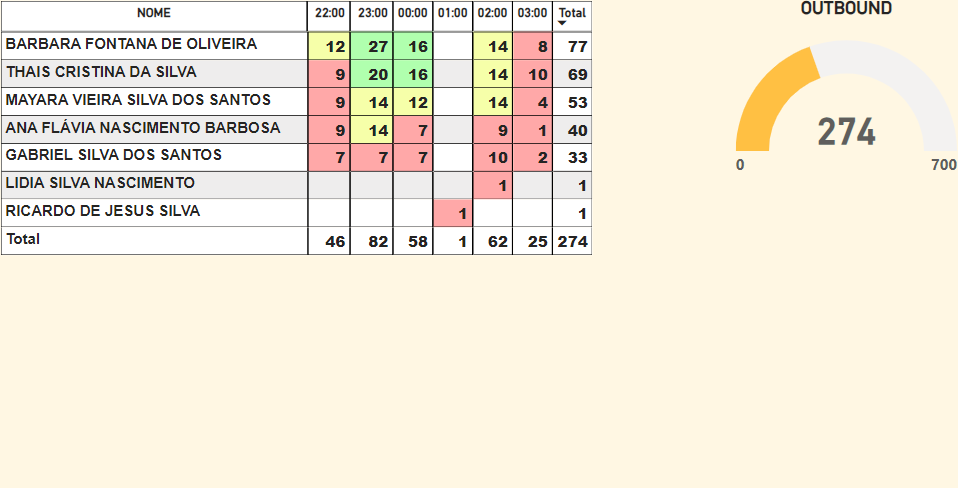 NOME 22:00 23:00 00:00 01:00 02:00 03:00 Total
BARBARA FONTANA DE OLIVEIRA 12 27 16 14 8 77
THAIS CRISTINA DA SILVA 9 20 16 14 10 69
MAYARA VIEIRA SILVA DOS SANTOS 9 14 12 14 4 53
ANA FLÁVIA NASCIMENTO BARBOSA 9 14 7 9 1 40
GABRIEL SILVA DOS SANTOS 7 7 7 10 2 33
LIDIA SILVA NASCIMENTO 1 1
RICARDO DE JESUS SILVA 1 1
Total 46 82 58 1 62 25 274
OUTBOUND
274
0 700